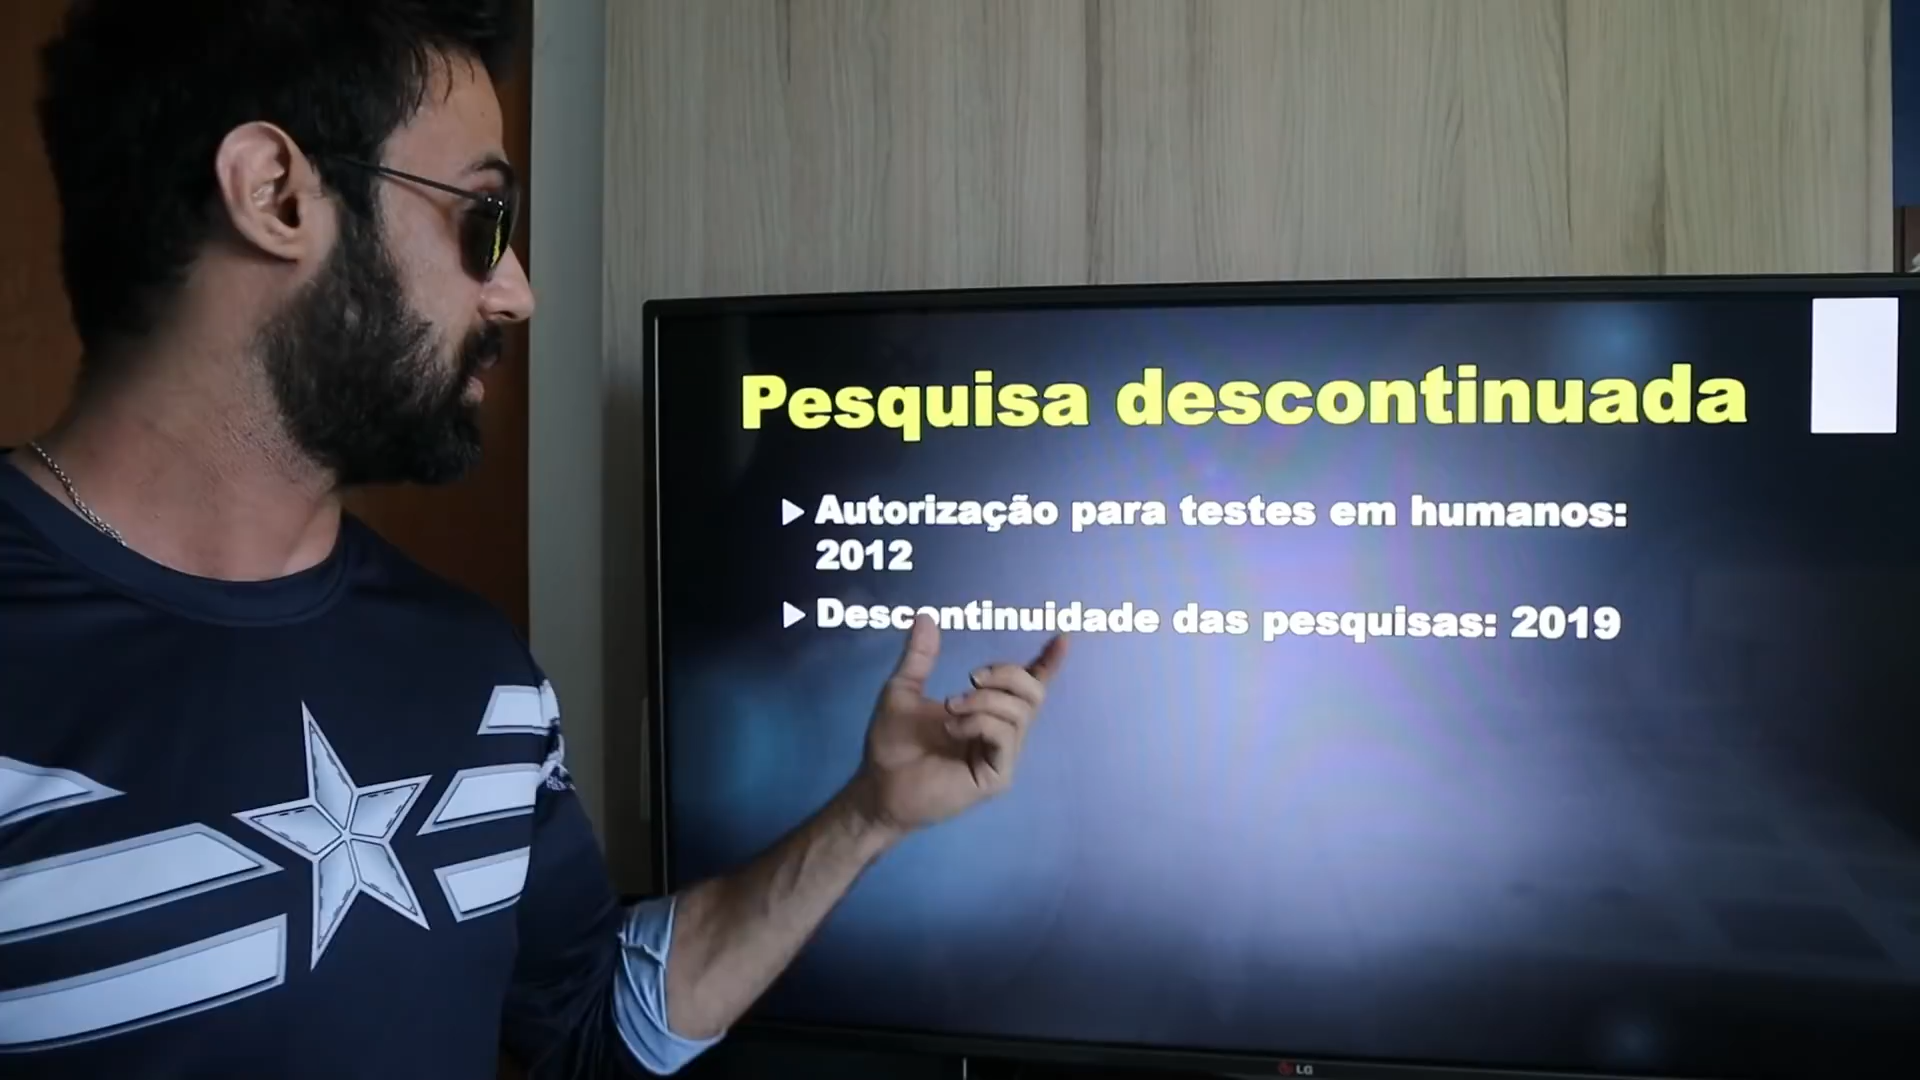 Pesquisa descontinuada
Autorização para testes em humanos:
2012
Descontinuidade das pesquisas: 2019
LG